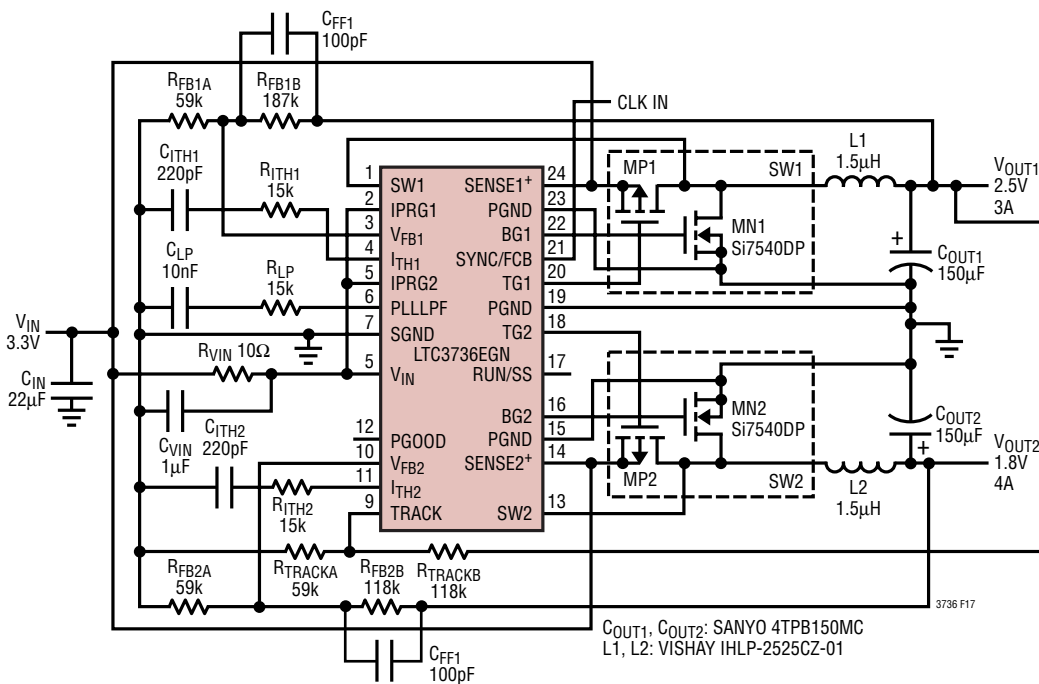 CFF1
100pF
RFB1A
59k
RFB1B
187k
CLK IN
CITH1
220pF
RITH1
15k
CLP
10nF
RLP
15k
VIN
3.3V
CIN
22µF
RVIN 10Ω
CVIN
1µF
CITH2
220pF
RITH2
15k
RTRACKA
59k
RFB2A
59k
RFB2B
118k
RTRACKB
118k
CFF1
100pF
1 SW1
2 IPRG1
3 VFB1
4 ITH1
5 IPRG2
6 PLLLPF
7 SGND
LTC3736EGN
5 VIN
12 PGOOD
10 VFB2
11 ITH2
9 TRACK
SENSE1+ 24
PGND 23
BG1 22
SYNC/FCB 21
TG1 20
PGND 19
TG2 18
RUN/SS 17
BG2 16
PGND 15
SENSE2+ 14
SW2 13
MP1
SW1
MN1
Si7540DP
L1
1.5µH
VOUT1
2.5V
3A
+
COUT1
150µF
MN2
Si7540DP
MP2
SW2
COUT2
150µF
+
L2
1.5µH
VOUT2
1.8V
4A
3736 F17
COUT1, COUT2: SANYO 4TPB150MC
L1, L2: VISHAY IHLP-2525CZ-01